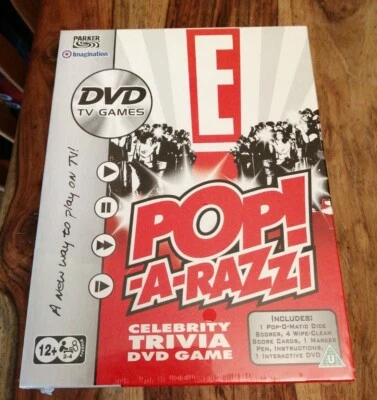 PARKER
Imagination
DVD
TV GAMES
E
A new way to play on TV!
POP!
-A-RAZZI
CELEBRITY
TRIVIA
DVD GAME
INCLUDES:
1 POP-O-MATIC DICE
SCORER, 4 WIPE-CLEAN
SCORE CARDS, 1 MARKER
PEN, INSTRUCTIONS,
1 INTERACTIVE DVD
12+
U